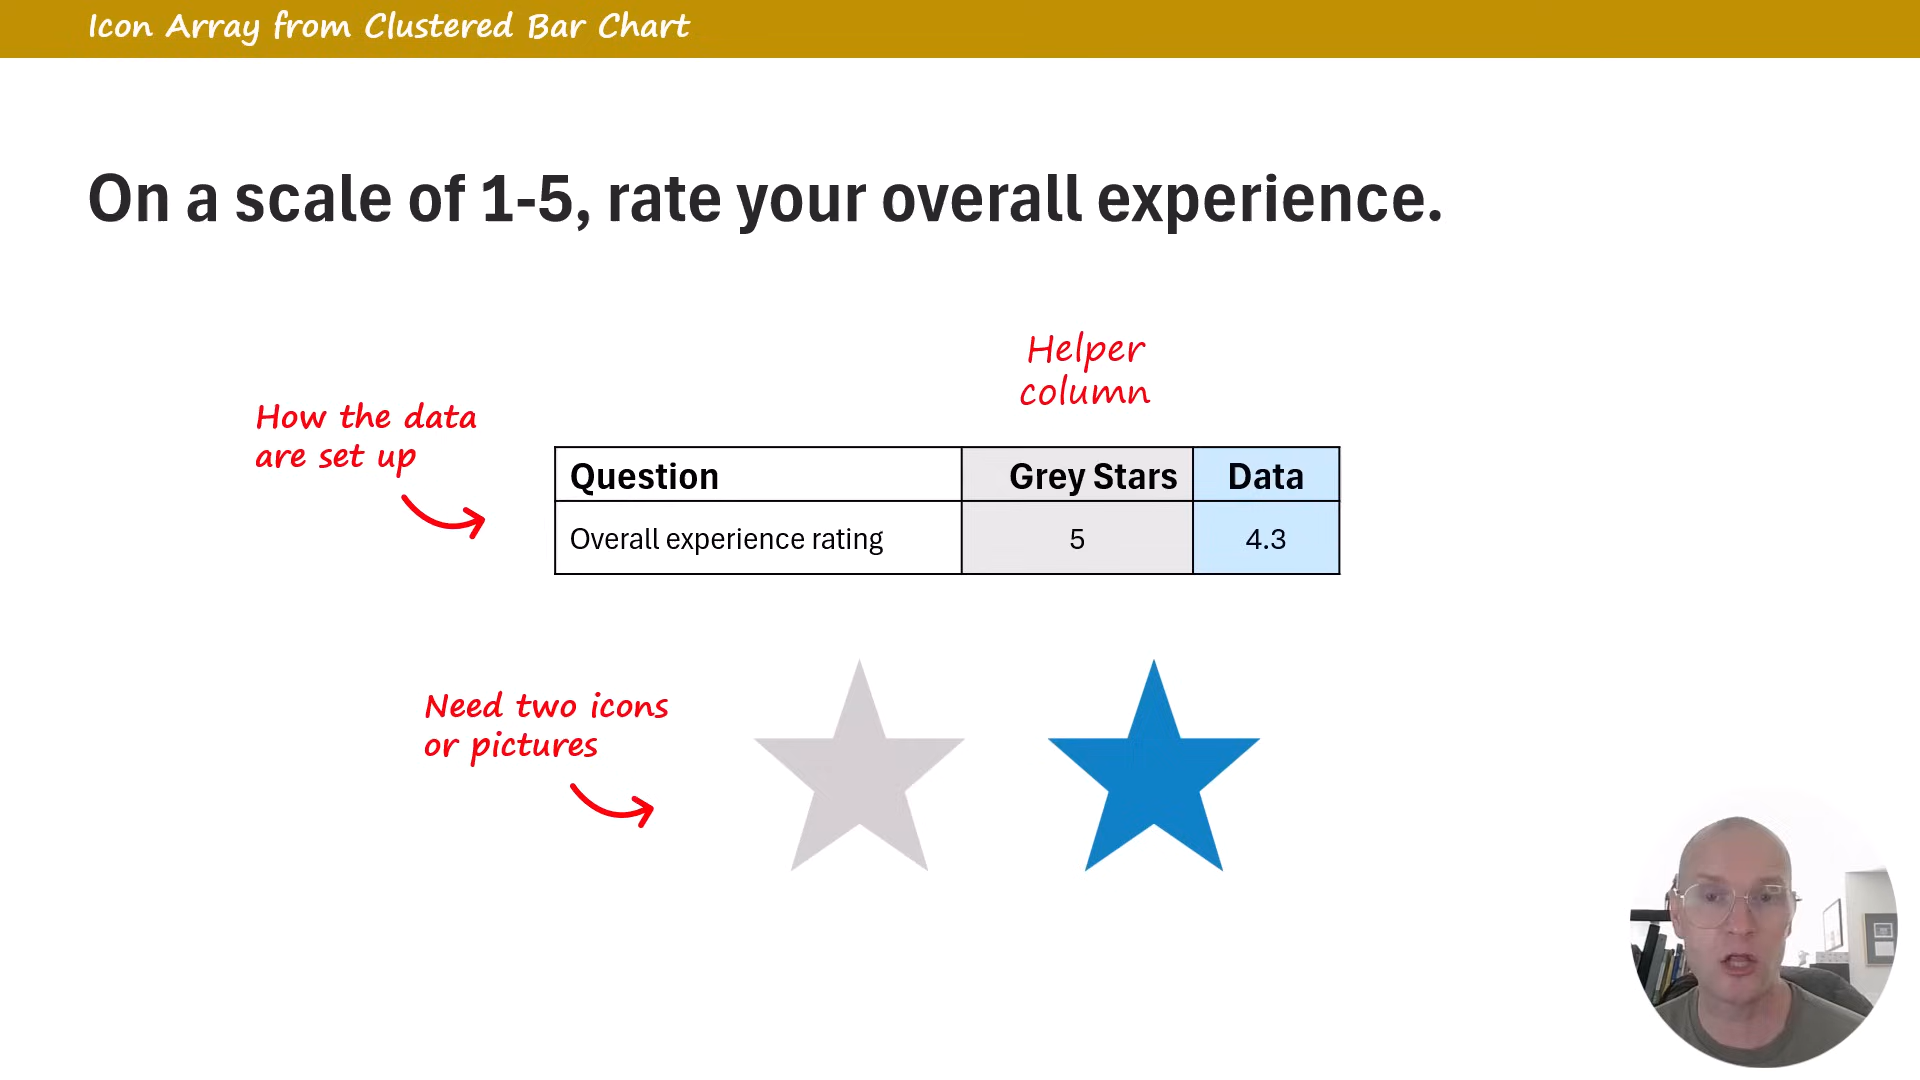 Icon Array from Clustered Bar Chart
On a scale of 1-5, rate your overall experience.
Helper
column
How the data
are set up
Question Grey Stars Data
Overall experience rating 5 4.3
Need two icons
or pictures